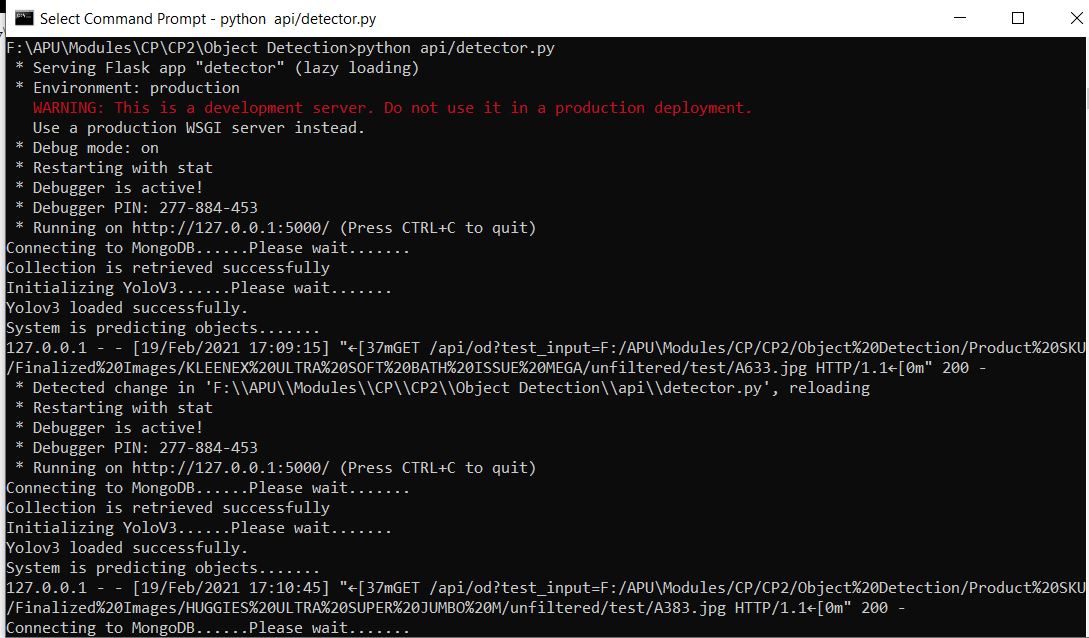 Select Command Prompt - python  api/detector.py
F:\APU\Modules\CP\CP2\Object Detection>python api/detector.py
 * Serving Flask app "detector" (lazy loading)
 * Environment: production
   WARNING: This is a development server. Do not use it in a production deployment.
   Use a production WSGI server instead.
 * Debug mode: on
 * Restarting with stat
 * Debugger is active!
 * Debugger PIN: 277-884-453
 * Running on http://127.0.0.1:5000/ (Press CTRL+C to quit)
Connecting to MongoDB......Please wait.......
Collection is retrieved successfully
Initializing YoloV3......Please wait.......
Yolov3 loaded successfully.
System is predicting objects.......
127.0.0.1 - - [19/Feb/2021 17:09:15] "←[37mGET /api/od?test_input=F:/APU\Modules/CP/CP2/Object%20Detection/Product%20SKU
/Finalized%20Images/KLEENEX%20ULTRA%20SOFT%20BATH%20ISSUE%20MEGA/unfiltered/test/A633.jpg HTTP/1.1←[0m" 200 -
 * Detected change in 'F:\\APU\\Modules\\CP\\CP2\\Object Detection\\api\\detector.py', reloading
 * Restarting with stat
 * Debugger is active!
 * Debugger PIN: 277-884-453
 * Running on http://127.0.0.1:5000/ (Press CTRL+C to quit)
Connecting to MongoDB......Please wait.......
Collection is retrieved successfully
Initializing YoloV3......Please wait.......
Yolov3 loaded successfully.
System is predicting objects.......
127.0.0.1 - - [19/Feb/2021 17:10:45] "←[37mGET /api/od?test_input=F:/APU\Modules/CP/CP2/Object%20Detection/Product%20SKU
/Finalized%20Images/HUGGIES%20ULTRA%20SUPER%20JUMBO%20M/unfiltered/test/A383.jpg HTTP/1.1←[0m" 200 -
Connecting to MongoDB......Please wait.......